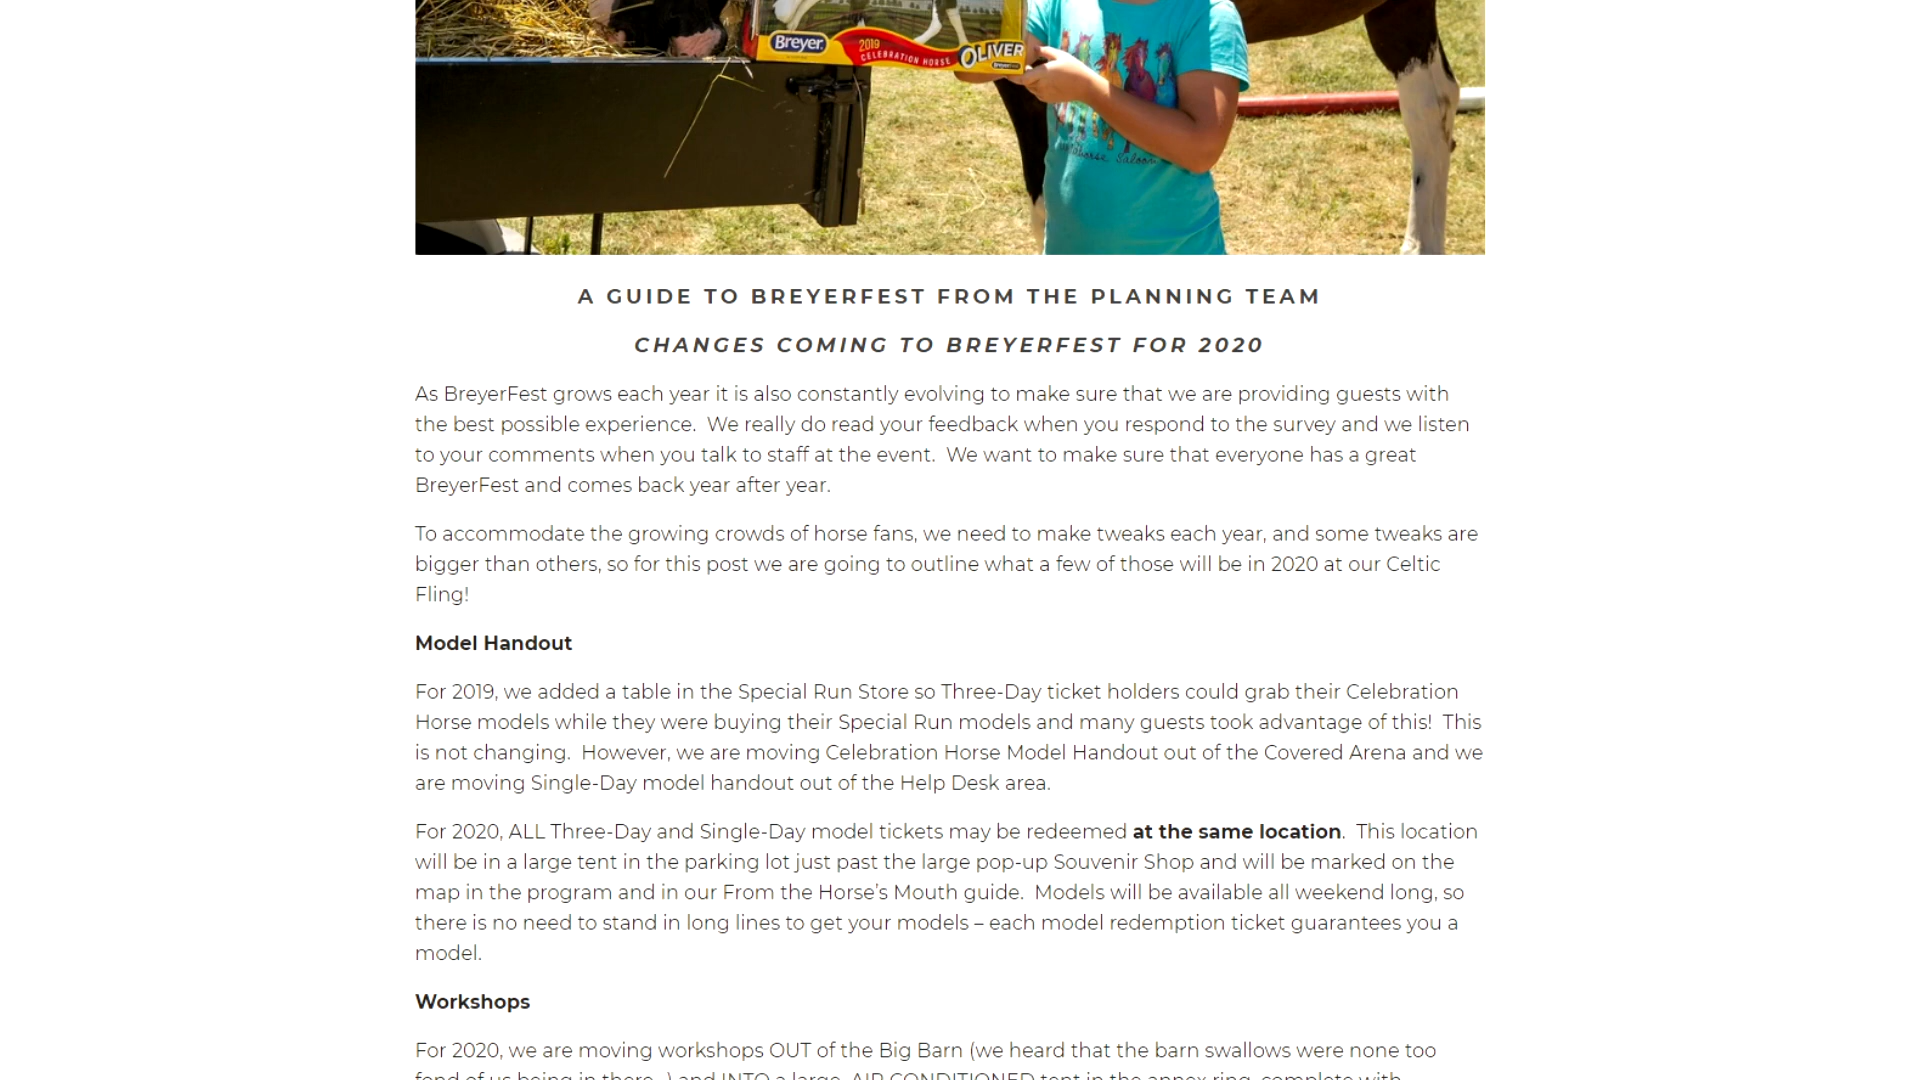 Breyer
2019
CELEBRATION HORSE
OLIVER
Saloon
A GUIDE TO BREYERFEST FROM THE PLANNING TEAM
CHANGES COMING TO BREYERFEST FOR 2020
As BreyerFest grows each year it is also constantly evolving to make sure that we are providing guests with
the best possible experience.  We really do read your feedback when you respond to the survey and we listen
to your comments when you talk to staff at the event.  We want to make sure that everyone has a great
BreyerFest and comes back year after year.
To accommodate the growing crowds of horse fans, we need to make tweaks each year, and some tweaks are
bigger than others, so for this post we are going to outline what a few of those will be in 2020 at our Celtic
Fling!
Model Handout
For 2019, we added a table in the Special Run Store so Three-Day ticket holders could grab their Celebration
Horse models while they were buying their Special Run models and many guests took advantage of this!  This
is not changing.  However, we are moving Celebration Horse Model Handout out of the Covered Arena and we
are moving Single-Day model handout out of the Help Desk area.
For 2020, ALL Three-Day and Single-Day model tickets may be redeemed at the same location.  This location
will be in a large tent in the parking lot just past the large pop-up Souvenir Shop and will be marked on the
map in the program and in our From the Horse's Mouth guide.  Models will be available all weekend long, so
there is no need to stand in long lines to get your models – each model redemption ticket guarantees you a
model.
Workshops
For 2020, we are moving workshops OUT of the Big Barn (we heard that the barn swallows were none too
fond of us being in there…) and INTO a large, AIR CONDITIONED tent in the annex ring, complete with